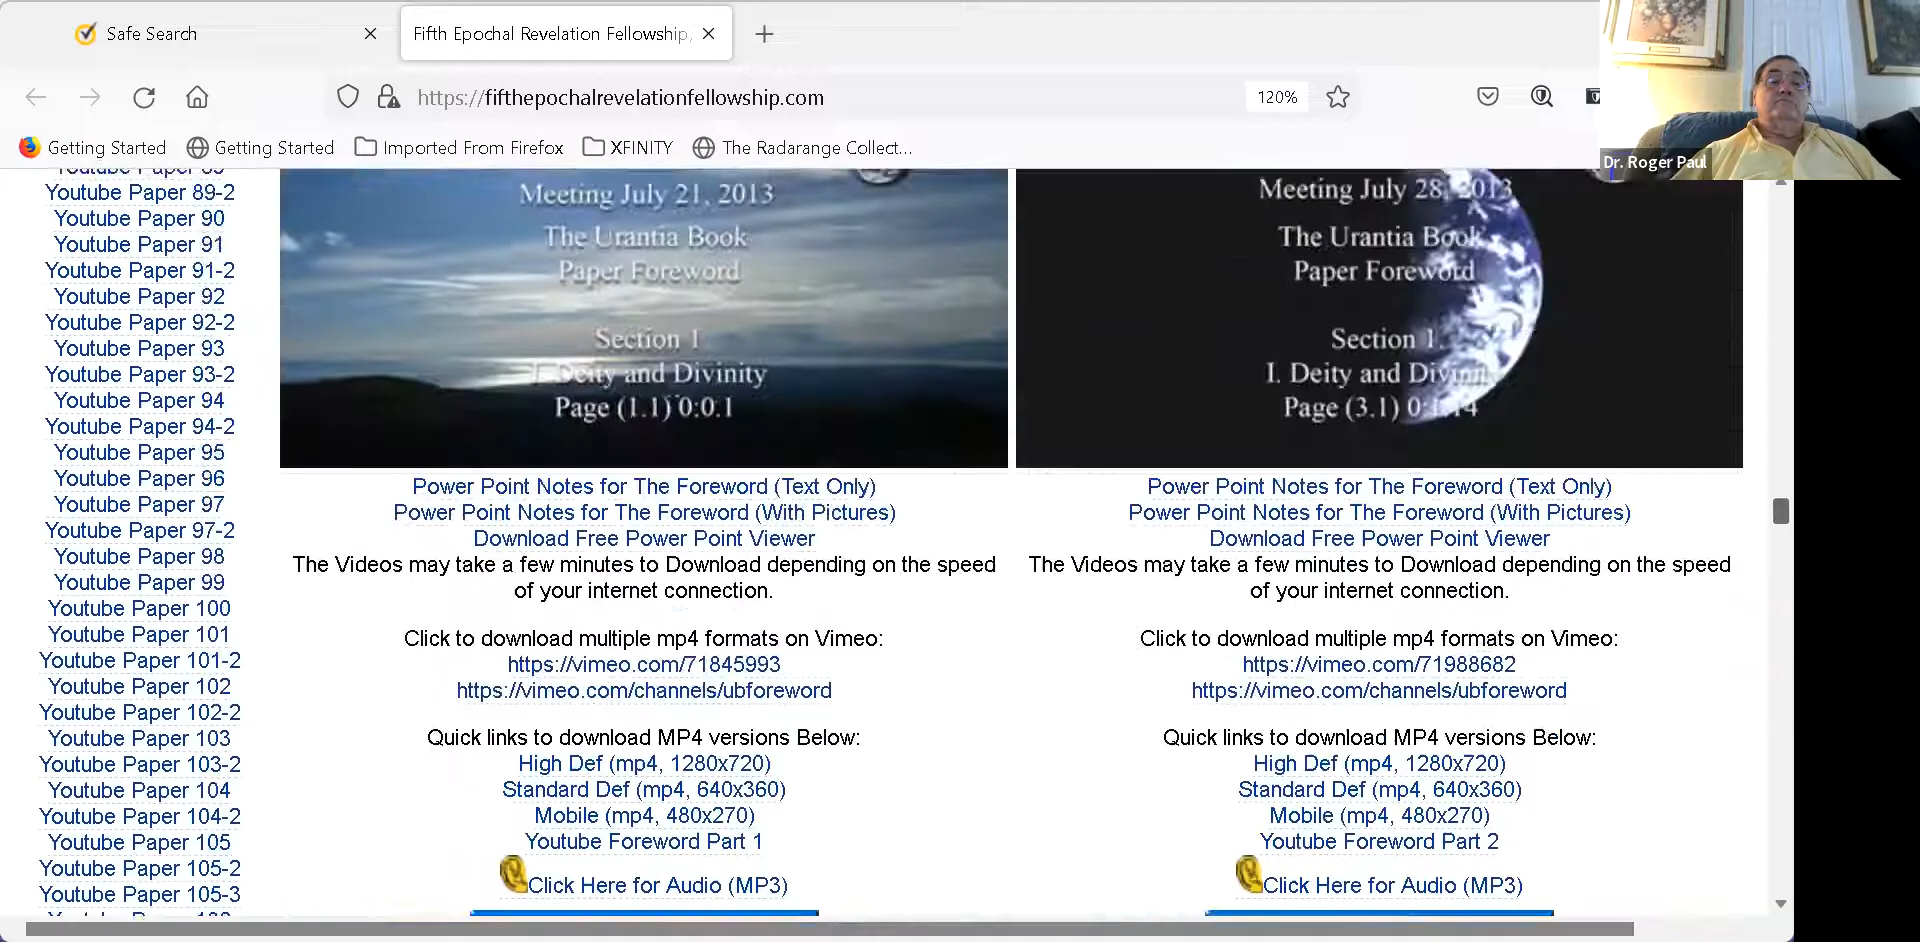 Safe Search
Fifth Epochal Revelation Fellowship,
https://fifthepochalrevelationfellowship.com
120%
Getting Started
Getting Started
Imported From Firefox
XFINITY
The Radarange Collect...
Dr. Roger Paul
Youtube Paper 89-2
Youtube Paper 90
Youtube Paper 91
Youtube Paper 91-2
Youtube Paper 92
Youtube Paper 92-2
Youtube Paper 93
Youtube Paper 93-2
Youtube Paper 94
Youtube Paper 94-2
Youtube Paper 95
Youtube Paper 96
Youtube Paper 97
Youtube Paper 97-2
Youtube Paper 98
Youtube Paper 99
Youtube Paper 100
Youtube Paper 101
Youtube Paper 101-2
Youtube Paper 102
Youtube Paper 102-2
Youtube Paper 103
Youtube Paper 103-2
Youtube Paper 104
Youtube Paper 104-2
Youtube Paper 105
Youtube Paper 105-2
Youtube Paper 105-3
Meeting July 21, 2013
The Urantia Book
Paper Foreword
Section 1
I. Deity and Divinity
Page (1.1) 0:0.1
Power Point Notes for The Foreword (Text Only)
Power Point Notes for The Foreword (With Pictures)
Download Free Power Point Viewer
The Videos may take a few minutes to Download depending on the speed
of your internet connection.
Click to download multiple mp4 formats on Vimeo:
https://vimeo.com/71845993
https://vimeo.com/channels/ubforeword
Quick links to download MP4 versions Below:
High Def (mp4, 1280x720)
Standard Def (mp4, 640x360)
Mobile (mp4, 480x270)
Youtube Foreword Part 1
Click Here for Audio (MP3)
Meeting July 28, 2013
The Urantia Book
Paper Foreword
Section 1
I. Deity and Divinity
Page (3.1)
Power Point Notes for The Foreword (Text Only)
Power Point Notes for The Foreword (With Pictures)
Download Free Power Point Viewer
The Videos may take a few minutes to Download depending on the speed
of your internet connection.
Click to download multiple mp4 formats on Vimeo:
https://vimeo.com/71988682
https://vimeo.com/channels/ubforeword
Quick links to download MP4 versions Below:
High Def (mp4, 1280x720)
Standard Def (mp4, 640x360)
Mobile (mp4, 480x270)
Youtube Foreword Part 2
Click Here for Audio (MP3)